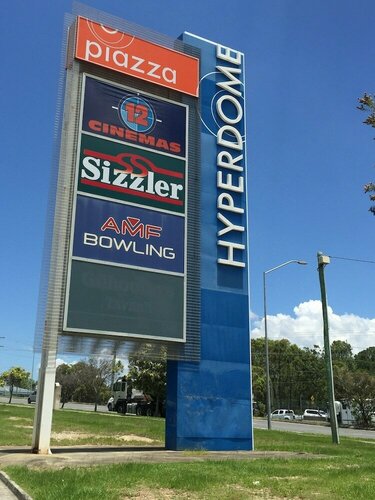 piazza
HYPERDOME
12
CINEMAS
Sizzler
AMF
BOWLING